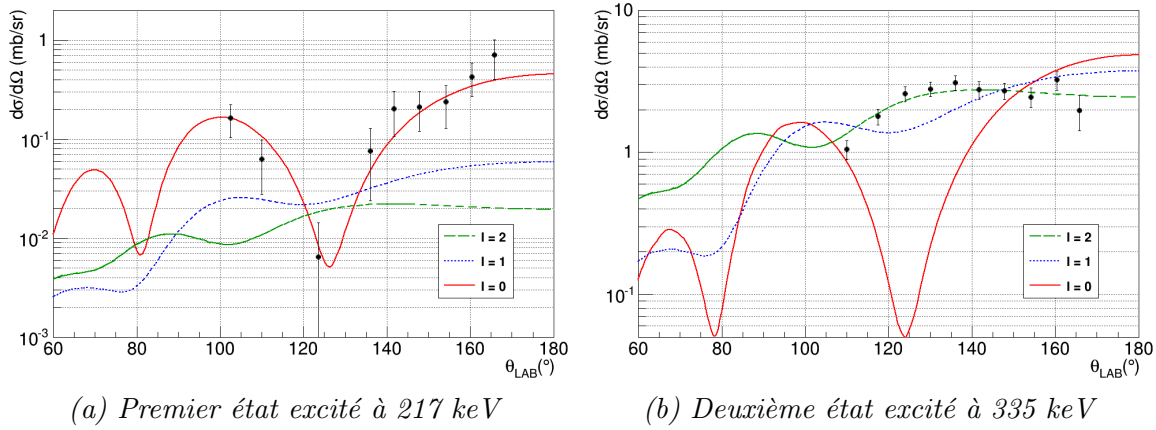 dσ/dΩ (mb/sr)
1
10⁻¹
10⁻²
10⁻³
l = 2
l = 1
l = 0
60 80 100 120 140 160 180
θLAB(°)
(a) Premier état excité à 217 keV
dσ/dΩ (mb/sr)
10
1
10⁻¹
l = 2
l = 1
l = 0
60 80 100 120 140 160 180
θLAB(°)
(b) Deuxième état excité à 335 keV